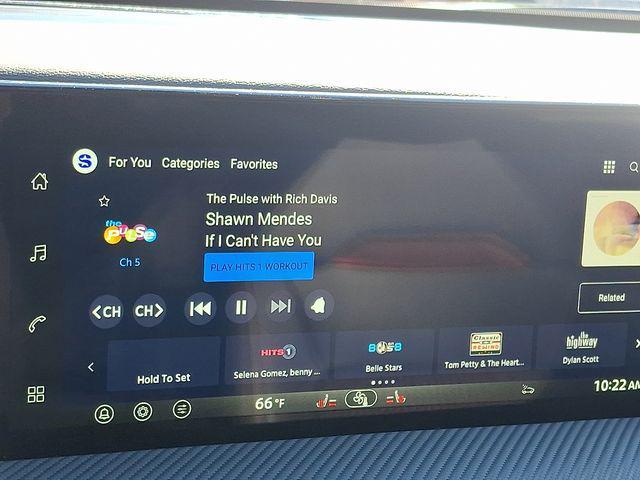 S For You Categories Favorites
The Pulse with Rich Davis
Shawn Mendes
If I Can't Have You
the PULSE
Ch 5
PLAY HITS 1 WORKOUT
<CH CH>
Related
HITS 1
Selena Gomez, benny ...
Belle Stars
Classic REWIND
Tom Petty & The Heart...
the highway
Dylan Scott
Hold To Set
66 °F
10:22 AM